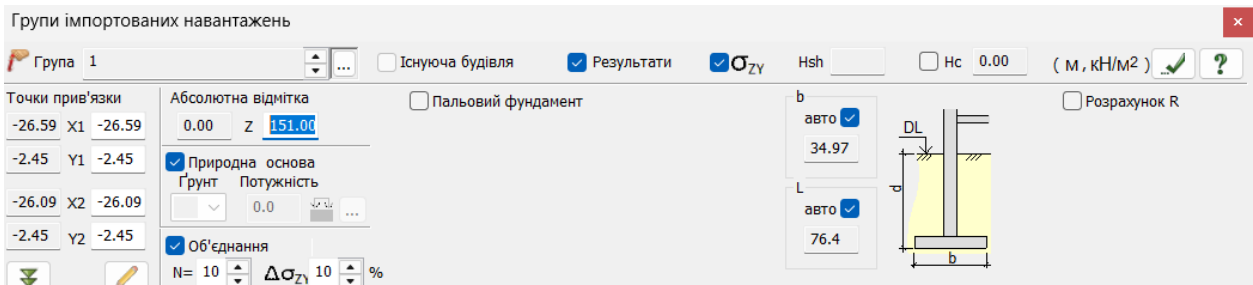 Групи імпортованих навантажень
Група 1 ... Існуюча будівля Результати σZY Hsh Hc 0.00 ( м , кН/м2 ) ?
Точки прив'язки Абсолютна відмітка Пальовий фундамент b Розрахунок R
-26.59 X1 -26.59 0.00 Z 151.00 авто
-2.45 Y1 -2.45 Природна основа 34.97 DL
Ґрунт Потужність L d
-26.09 X2 -26.09 0.0 ... авто
-2.45 Y2 -2.45 Об'єднання 76.4
N= 10 ΔσZY 10 % b